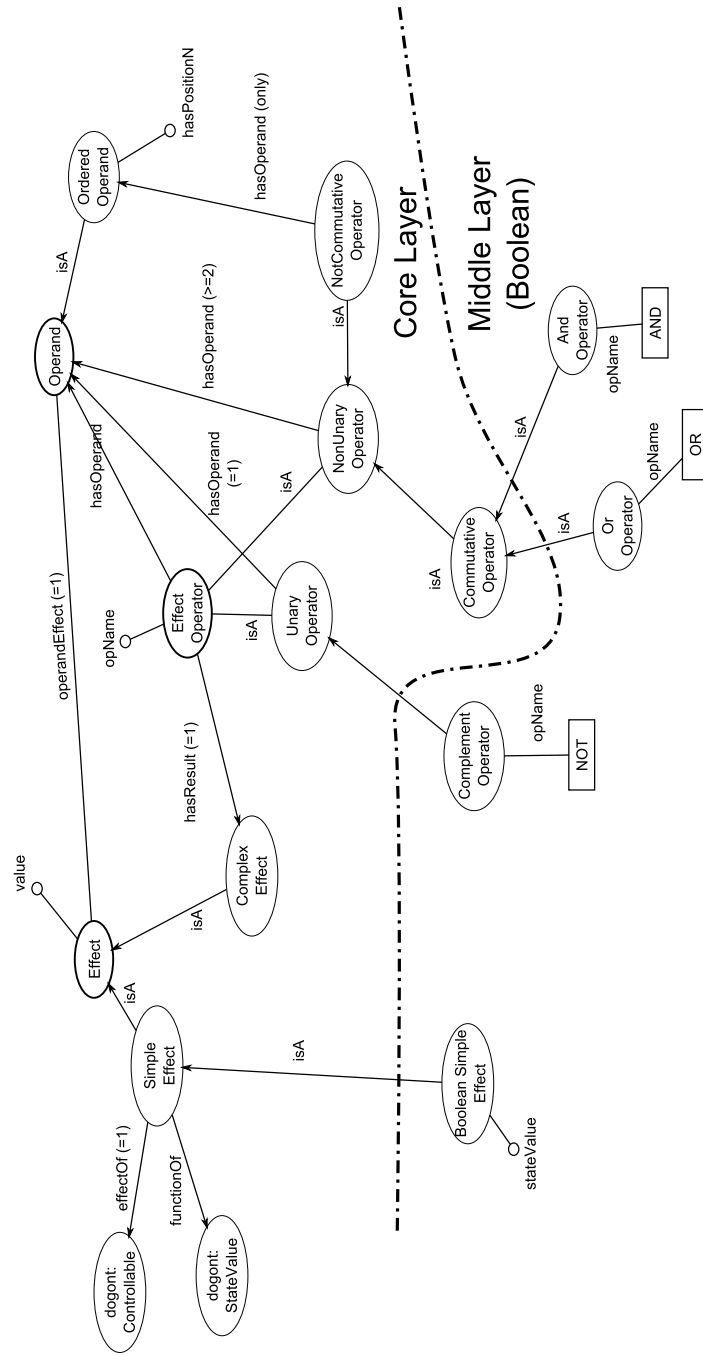 value
operandEffect (=1)
Operand
isA
Ordered
Operand
hasPositionN
dogont:
Controllable
effectOf (=1)
functionOf
dogont:
StateValue
Simple
Effect
isA
Effect
isA
Complex
Effect
hasResult (=1)
opName
Effect
Operator
hasOperand
hasOperand
(=1)
hasOperand (>=2)
hasOperand (only)
isA
isA
Unary
Operator
NonUnary
Operator
isA
NotCommutative
Operator
isA
Core Layer
Middle Layer
(Boolean)
Boolean Simple
Effect
stateValue
Complement
Operator
opName
NOT
isA
Commutative
Operator
isA
isA
Or
Operator
opName
OR
And
Operator
opName
AND